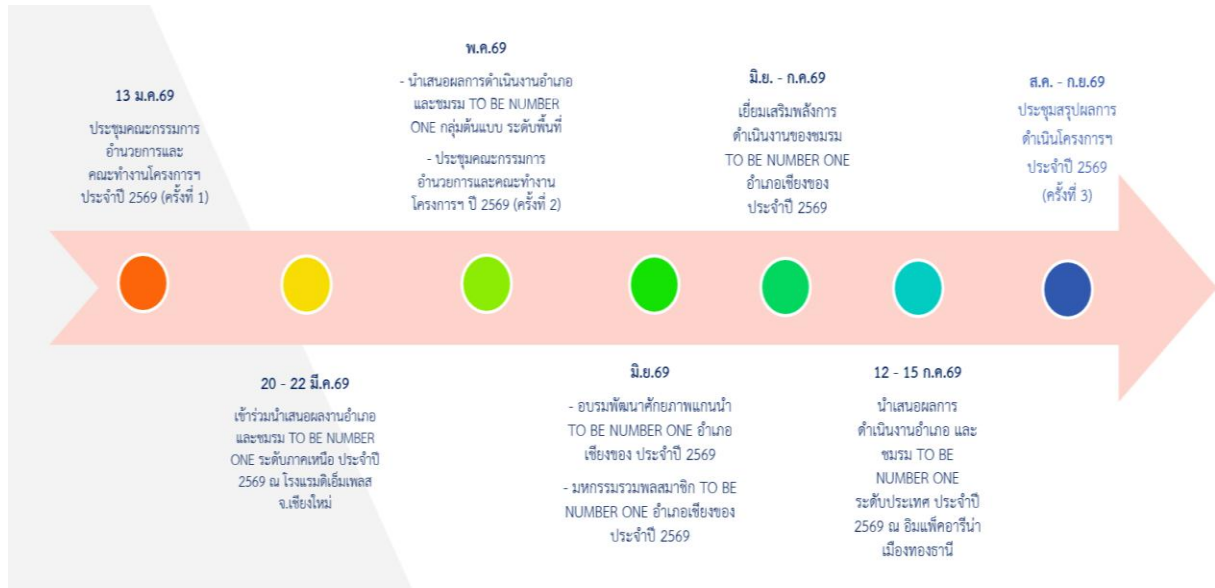 13 ม.ค.69
ประชุมคณะกรรมการ
อำนวยการและ
คณะทำงานโครงการฯ
ประจำปี 2569 (ครั้งที่ 1)
20 - 22 มี.ค.69
เข้าร่วมนำเสนอผลงานอำเภอ
และชมรม TO BE NUMBER
ONE ระดับภาคเหนือ ประจำปี
2569 ณ โรงแรมดิเอ็มเพลส
จ.เชียงใหม่
พ.ค.69
- นำเสนอผลการดำเนินงานอำเภอ
และชมรม TO BE NUMBER
ONE กลุ่มต้นแบบ ระดับพื้นที่
- ประชุมคณะกรรมการ
อำนวยการและคณะทำงาน
โครงการฯ ปี 2569 (ครั้งที่ 2)
มิ.ย.69
- อบรมพัฒนาศักยภาพแกนนำ
TO BE NUMBER ONE อำเภอ
เชียงของ ประจำปี 2569
- มหกรรมรวมพลสมาชิก TO BE
NUMBER ONE อำเภอเชียงของ
ประจำปี 2569
มิ.ย. - ก.ค.69
เยี่ยมเสริมพลังการ
ดำเนินงานของชมรม
TO BE NUMBER ONE
อำเภอเชียงของ
ประจำปี 2569
12 - 15 ก.ค.69
นำเสนอผลการ
ดำเนินงานอำเภอ และ
ชมรม TO BE
NUMBER ONE
ระดับประเทศ ประจำปี
2569 ณ อิมแพ็คอารีน่า
เมืองทองธานี
ส.ค. - ก.ย.69
ประชุมสรุปผลการ
ดำเนินโครงการฯ
ประจำปี 2569
(ครั้งที่ 3)